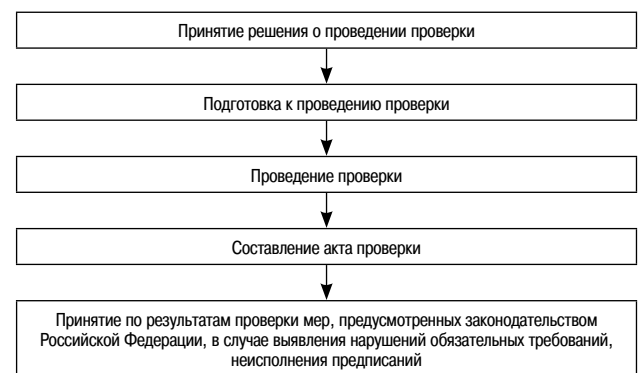 Принятие решения о проведении проверки
Подготовка к проведению проверки
Проведение проверки
Составление акта проверки
Принятие по результатам проверки мер, предусмотренных законодательством
Российской Федерации, в случае выявления нарушений обязательных требований,
неисполнения предписаний